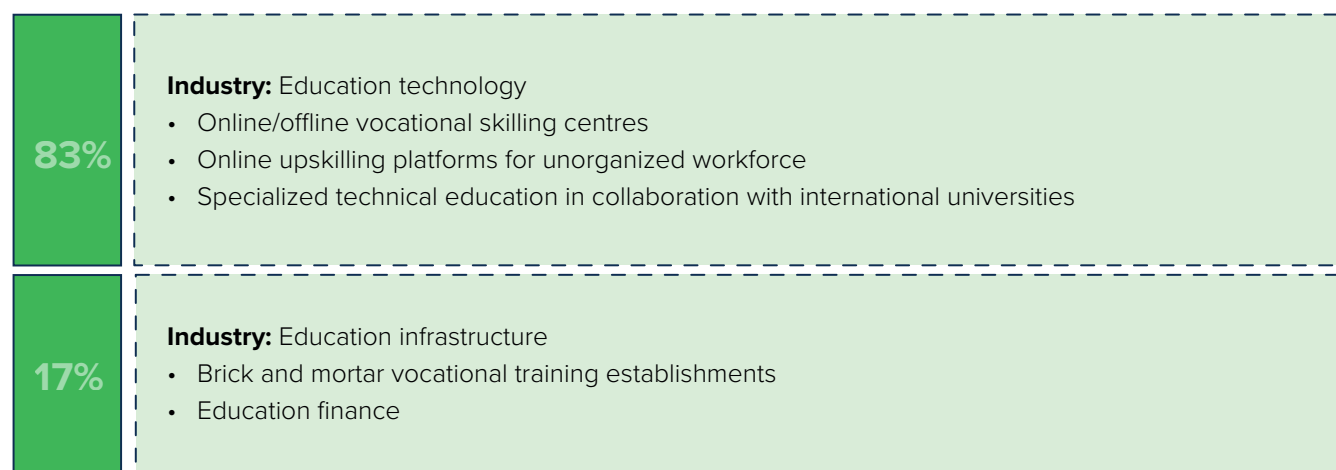 83%
Industry: Education technology
• Online/offline vocational skilling centres
• Online upskilling platforms for unorganized workforce
• Specialized technical education in collaboration with international universities
17%
Industry: Education infrastructure
• Brick and mortar vocational training establishments
• Education finance